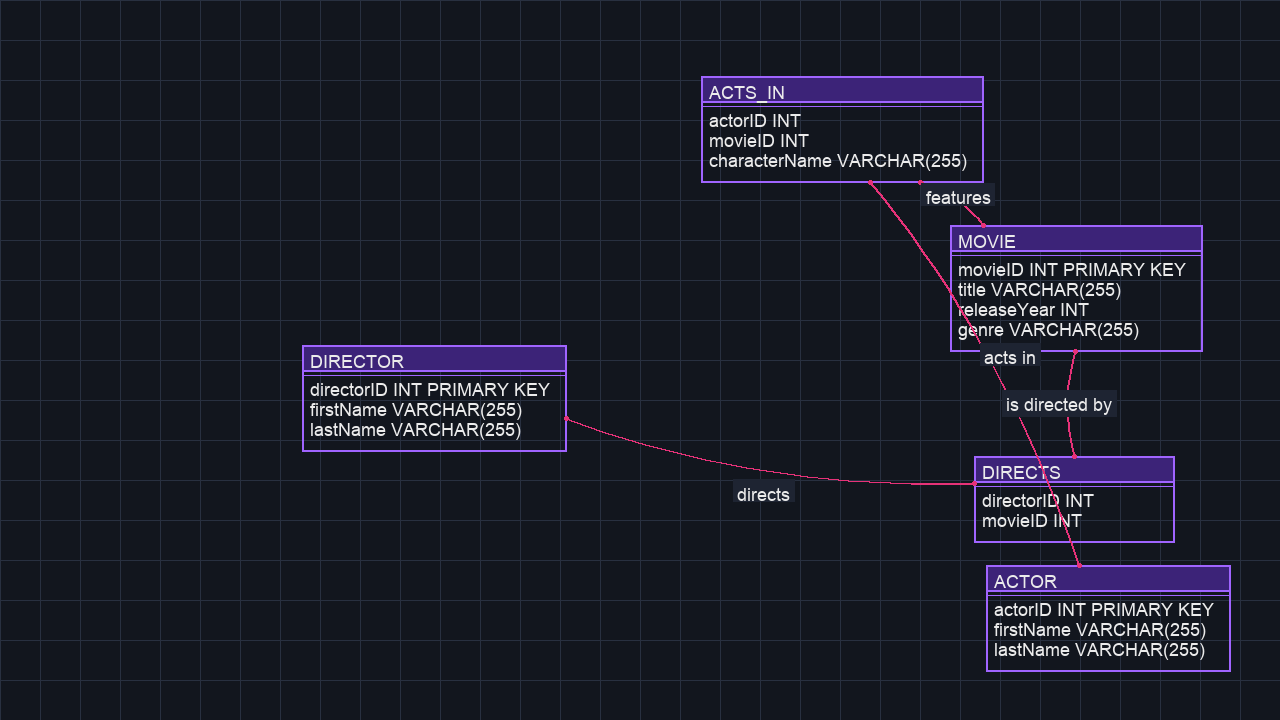 ACTS_IN
actorID INT
movieID INT
characterName VARCHAR(255)
features
MOVIE
movieID INT PRIMARY KEY
title VARCHAR(255)
releaseYear INT
genre VARCHAR(255)
acts in
is directed by
DIRECTOR
directorID INT PRIMARY KEY
firstName VARCHAR(255)
lastName VARCHAR(255)
directs
DIRECTS
directorID INT
movieID INT
ACTOR
actorID INT PRIMARY KEY
firstName VARCHAR(255)
lastName VARCHAR(255)